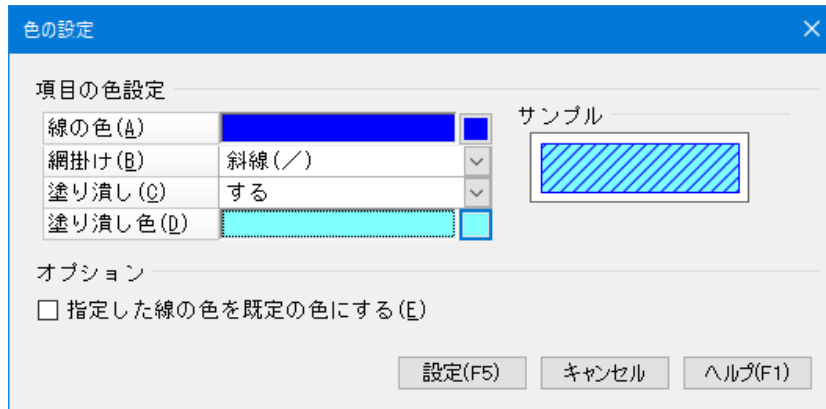 色の設定
項目の色設定
線の色(A)
網掛け(B) 斜線(／)
塗り潰し(C) する
塗り潰し色(D)
サンプル
オプション
指定した線の色を既定の色にする(E)
設定(F5) キャンセル ヘルプ(F1)